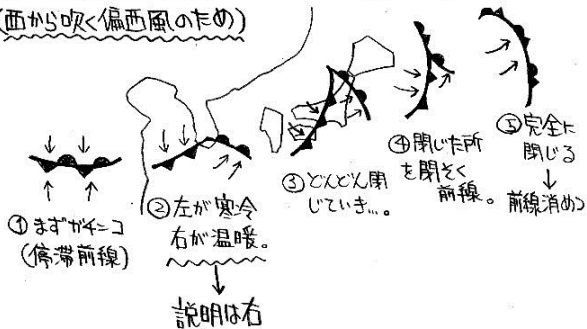 (西から吹く偏西風のため)
①まずガチンコ
(停滞前線)
②左が寒冷
右が温暖。
↓
説明は右
③どんどん閉
じていき...。
④閉じた所
を閉そく
前線。
⑤完全に
閉じる
↓
前線消めつ